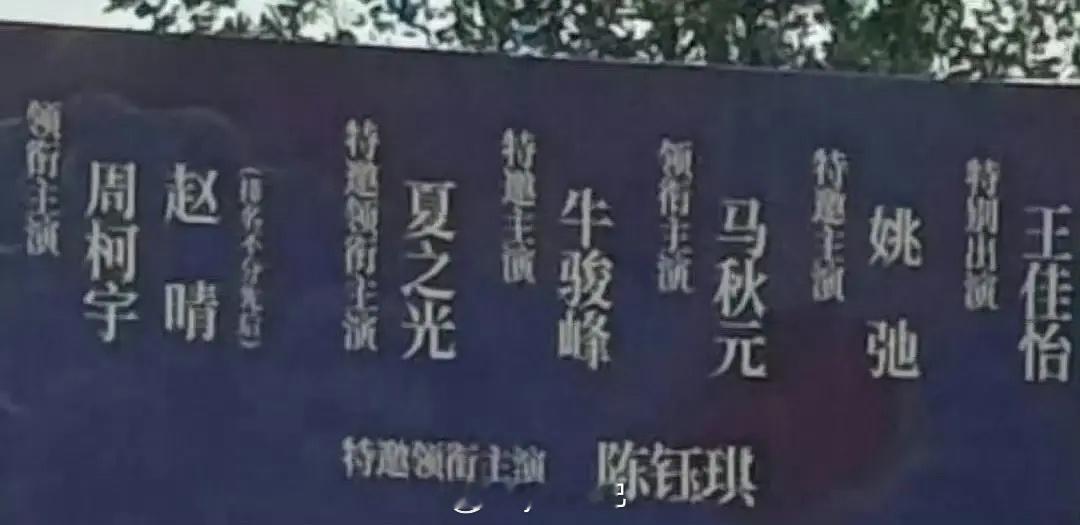 领衔主演
周柯宇
赵晴
(排名不分先后)
特邀领衔主演
夏之光
特邀主演
牛骏峰
领衔主演
马秋元
特邀主演
姚弛
特别出演
王佳怡
特邀领衔主演 陈钰琪